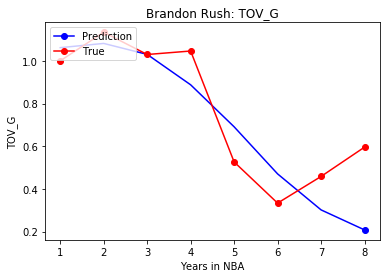 Brandon Rush: TOV_G
Prediction
True
TOV_G
1.0
0.8
0.6
0.4
0.2
1 2 3 4 5 6 7 8
Years in NBA